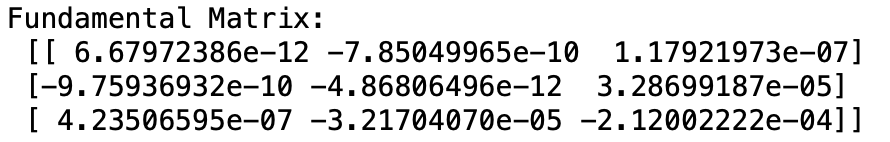 Fundamental Matrix:
[[ 6.67972386e-12 -7.85049965e-10 1.17921973e-07]
[-9.75936932e-10 -4.86806496e-12 3.28699187e-05]
[ 4.23506595e-07 -3.21704070e-05 -2.12002222e-04]]